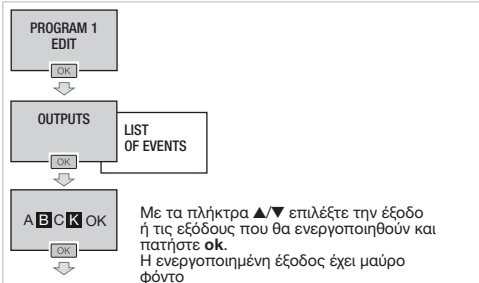 PROGRAM 1
EDIT
OK
OUTPUTS
LIST
OF EVENTS
OK
A B C K OK
OK
Με τα πλήκτρα ▲/▼ επιλέξτε την έξοδο
ή τις εξόδους που θα ενεργοποιηθούν και
πατήστε ok.
Η ενεργοποιημένη έξοδος έχει μαύρο
φόντο